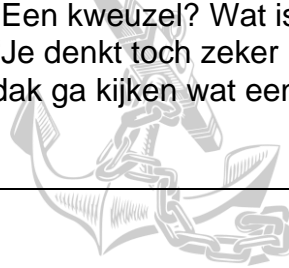 Een kweuzel? Wat is
Je denkt toch zeker
dak ga kijken wat een